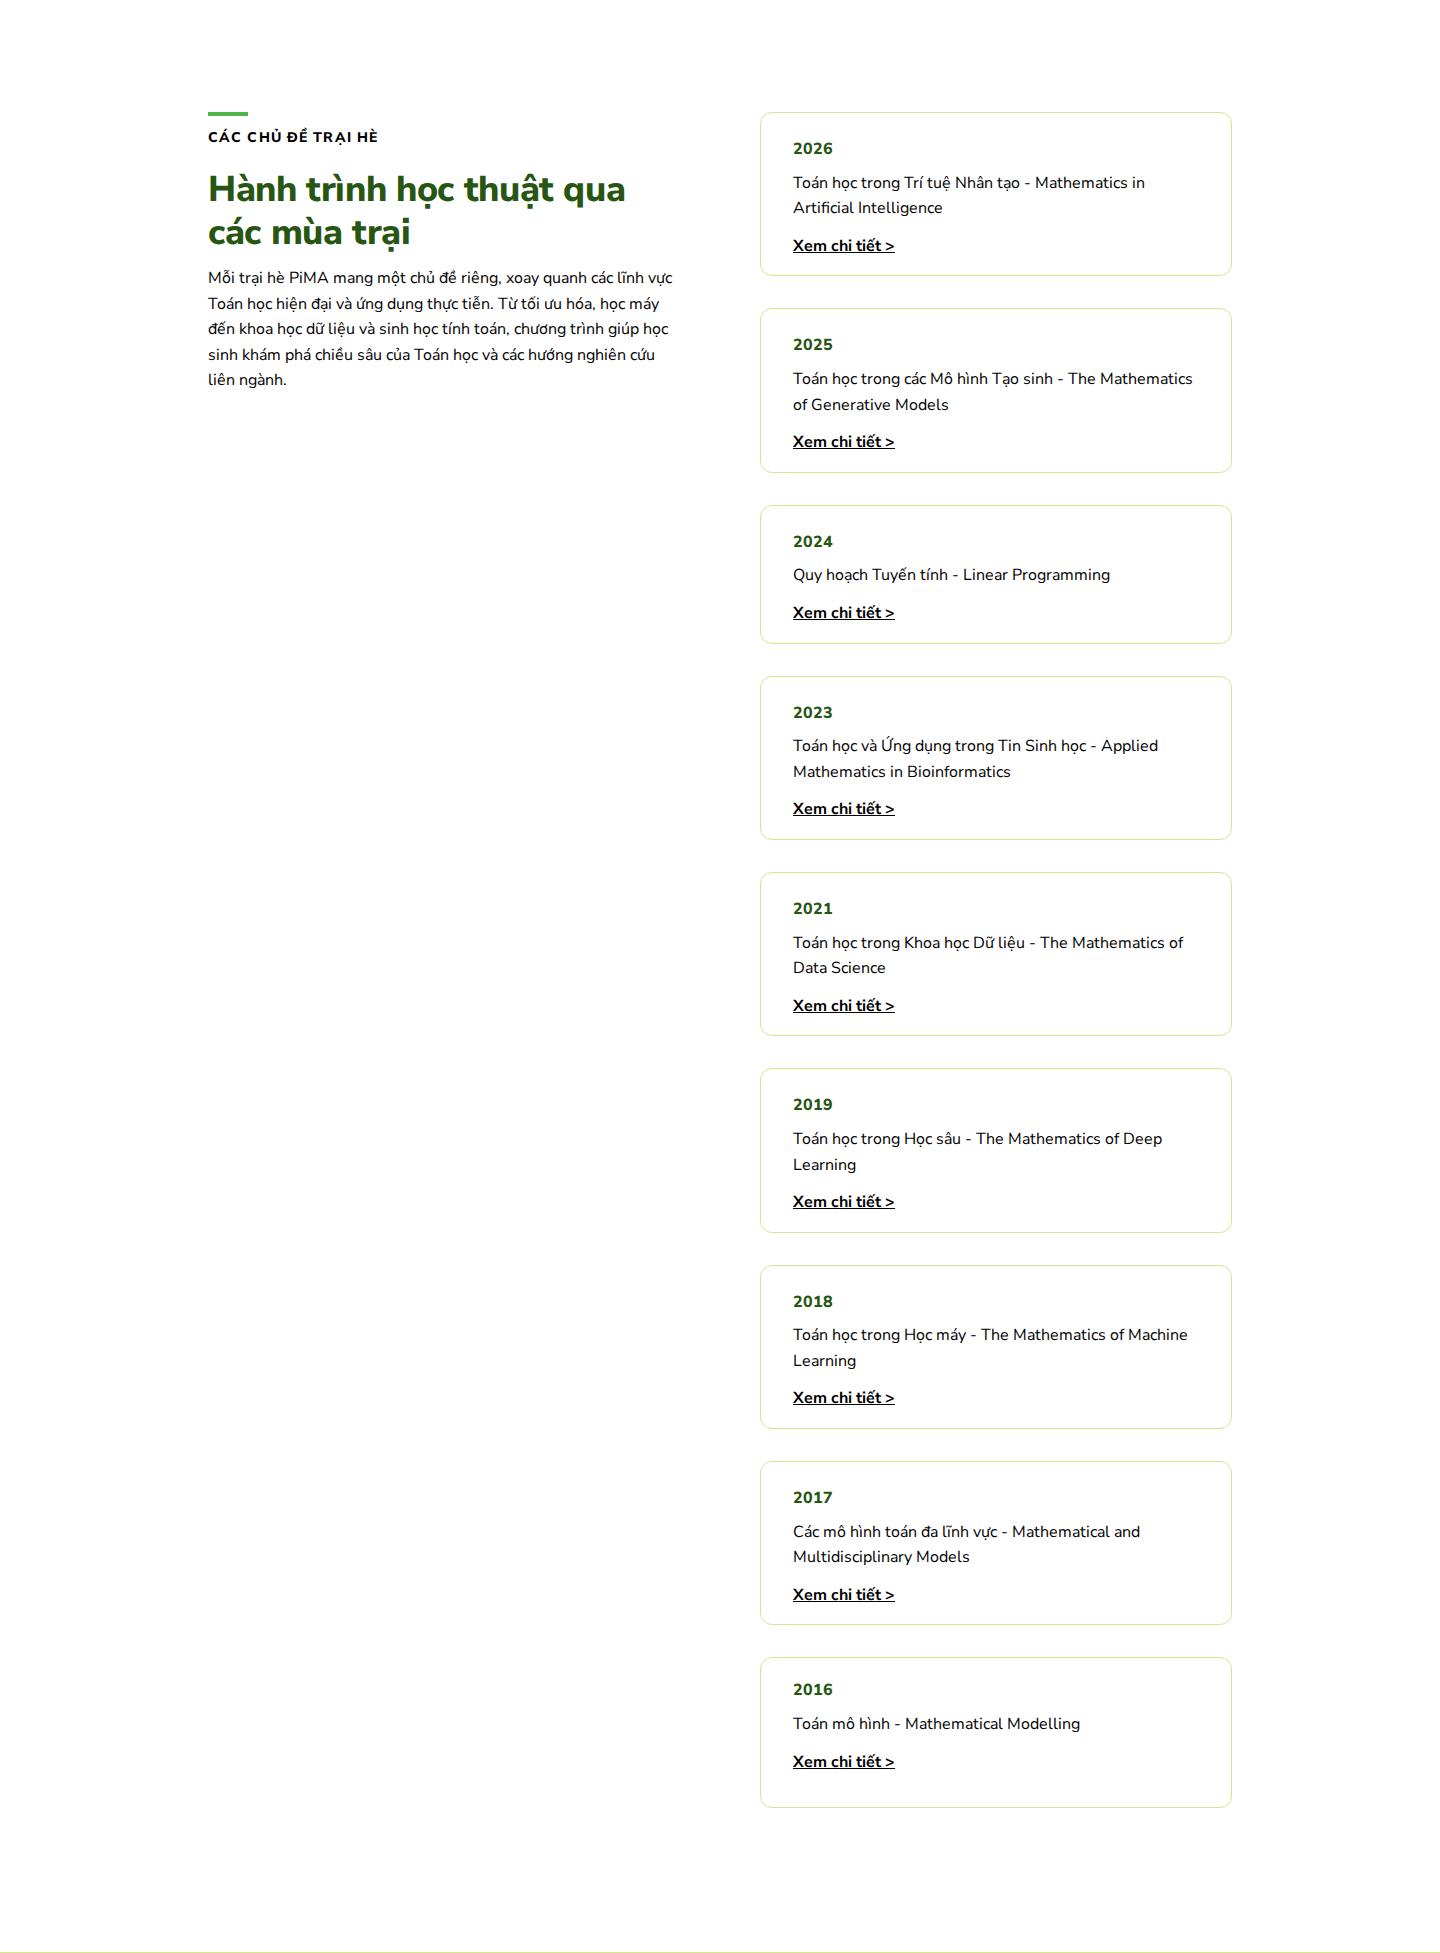 CÁC CHỦ ĐỀ TRẠI HÈ
Hành trình học thuật qua
các mùa trại
Mỗi trại hè PiMA mang một chủ đề riêng, xoay quanh các lĩnh vực
Toán học hiện đại và ứng dụng thực tiễn. Từ tối ưu hóa, học máy
đến khoa học dữ liệu và sinh học tính toán, chương trình giúp học
sinh khám phá chiều sâu của Toán học và các hướng nghiên cứu
liên ngành.
2026
Toán học trong Trí tuệ Nhân tạo - Mathematics in
Artificial Intelligence
Xem chi tiết >
2025
Toán học trong các Mô hình Tạo sinh - The Mathematics
of Generative Models
Xem chi tiết >
2024
Quy hoạch Tuyến tính - Linear Programming
Xem chi tiết >
2023
Toán học và Ứng dụng trong Tin Sinh học - Applied
Mathematics in Bioinformatics
Xem chi tiết >
2021
Toán học trong Khoa học Dữ liệu - The Mathematics of
Data Science
Xem chi tiết >
2019
Toán học trong Học sâu - The Mathematics of Deep
Learning
Xem chi tiết >
2018
Toán học trong Học máy - The Mathematics of Machine
Learning
Xem chi tiết >
2017
Các mô hình toán đa lĩnh vực - Mathematical and
Multidisciplinary Models
Xem chi tiết >
2016
Toán mô hình - Mathematical Modelling
Xem chi tiết >